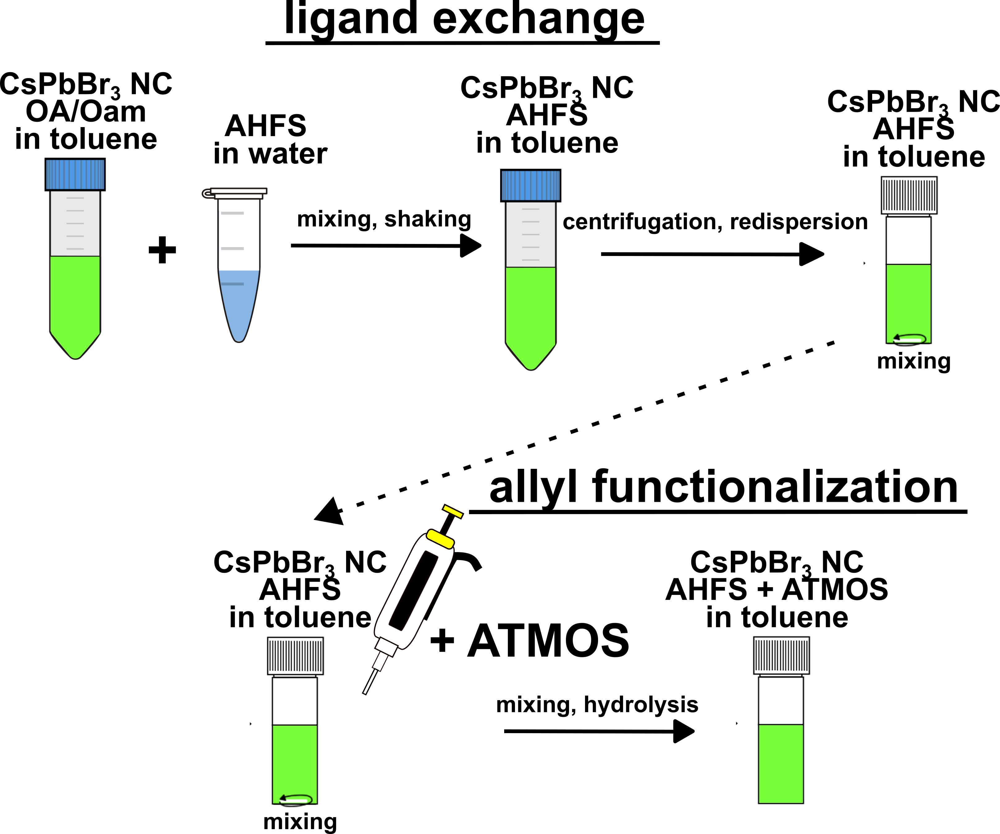 ligand exchange
CsPbBr₃ NC
OA/Oam
in toluene
AHFS
in water
mixing, shaking
CsPbBr₃ NC
AHFS
in toluene
centrifugation, redispersion
CsPbBr₃ NC
AHFS
in toluene
+
mixing
allyl functionalization
CsPbBr₃ NC
AHFS
in toluene
+ ATMOS
mixing, hydrolysis
CsPbBr₃ NC
AHFS + ATMOS
in toluene
mixing